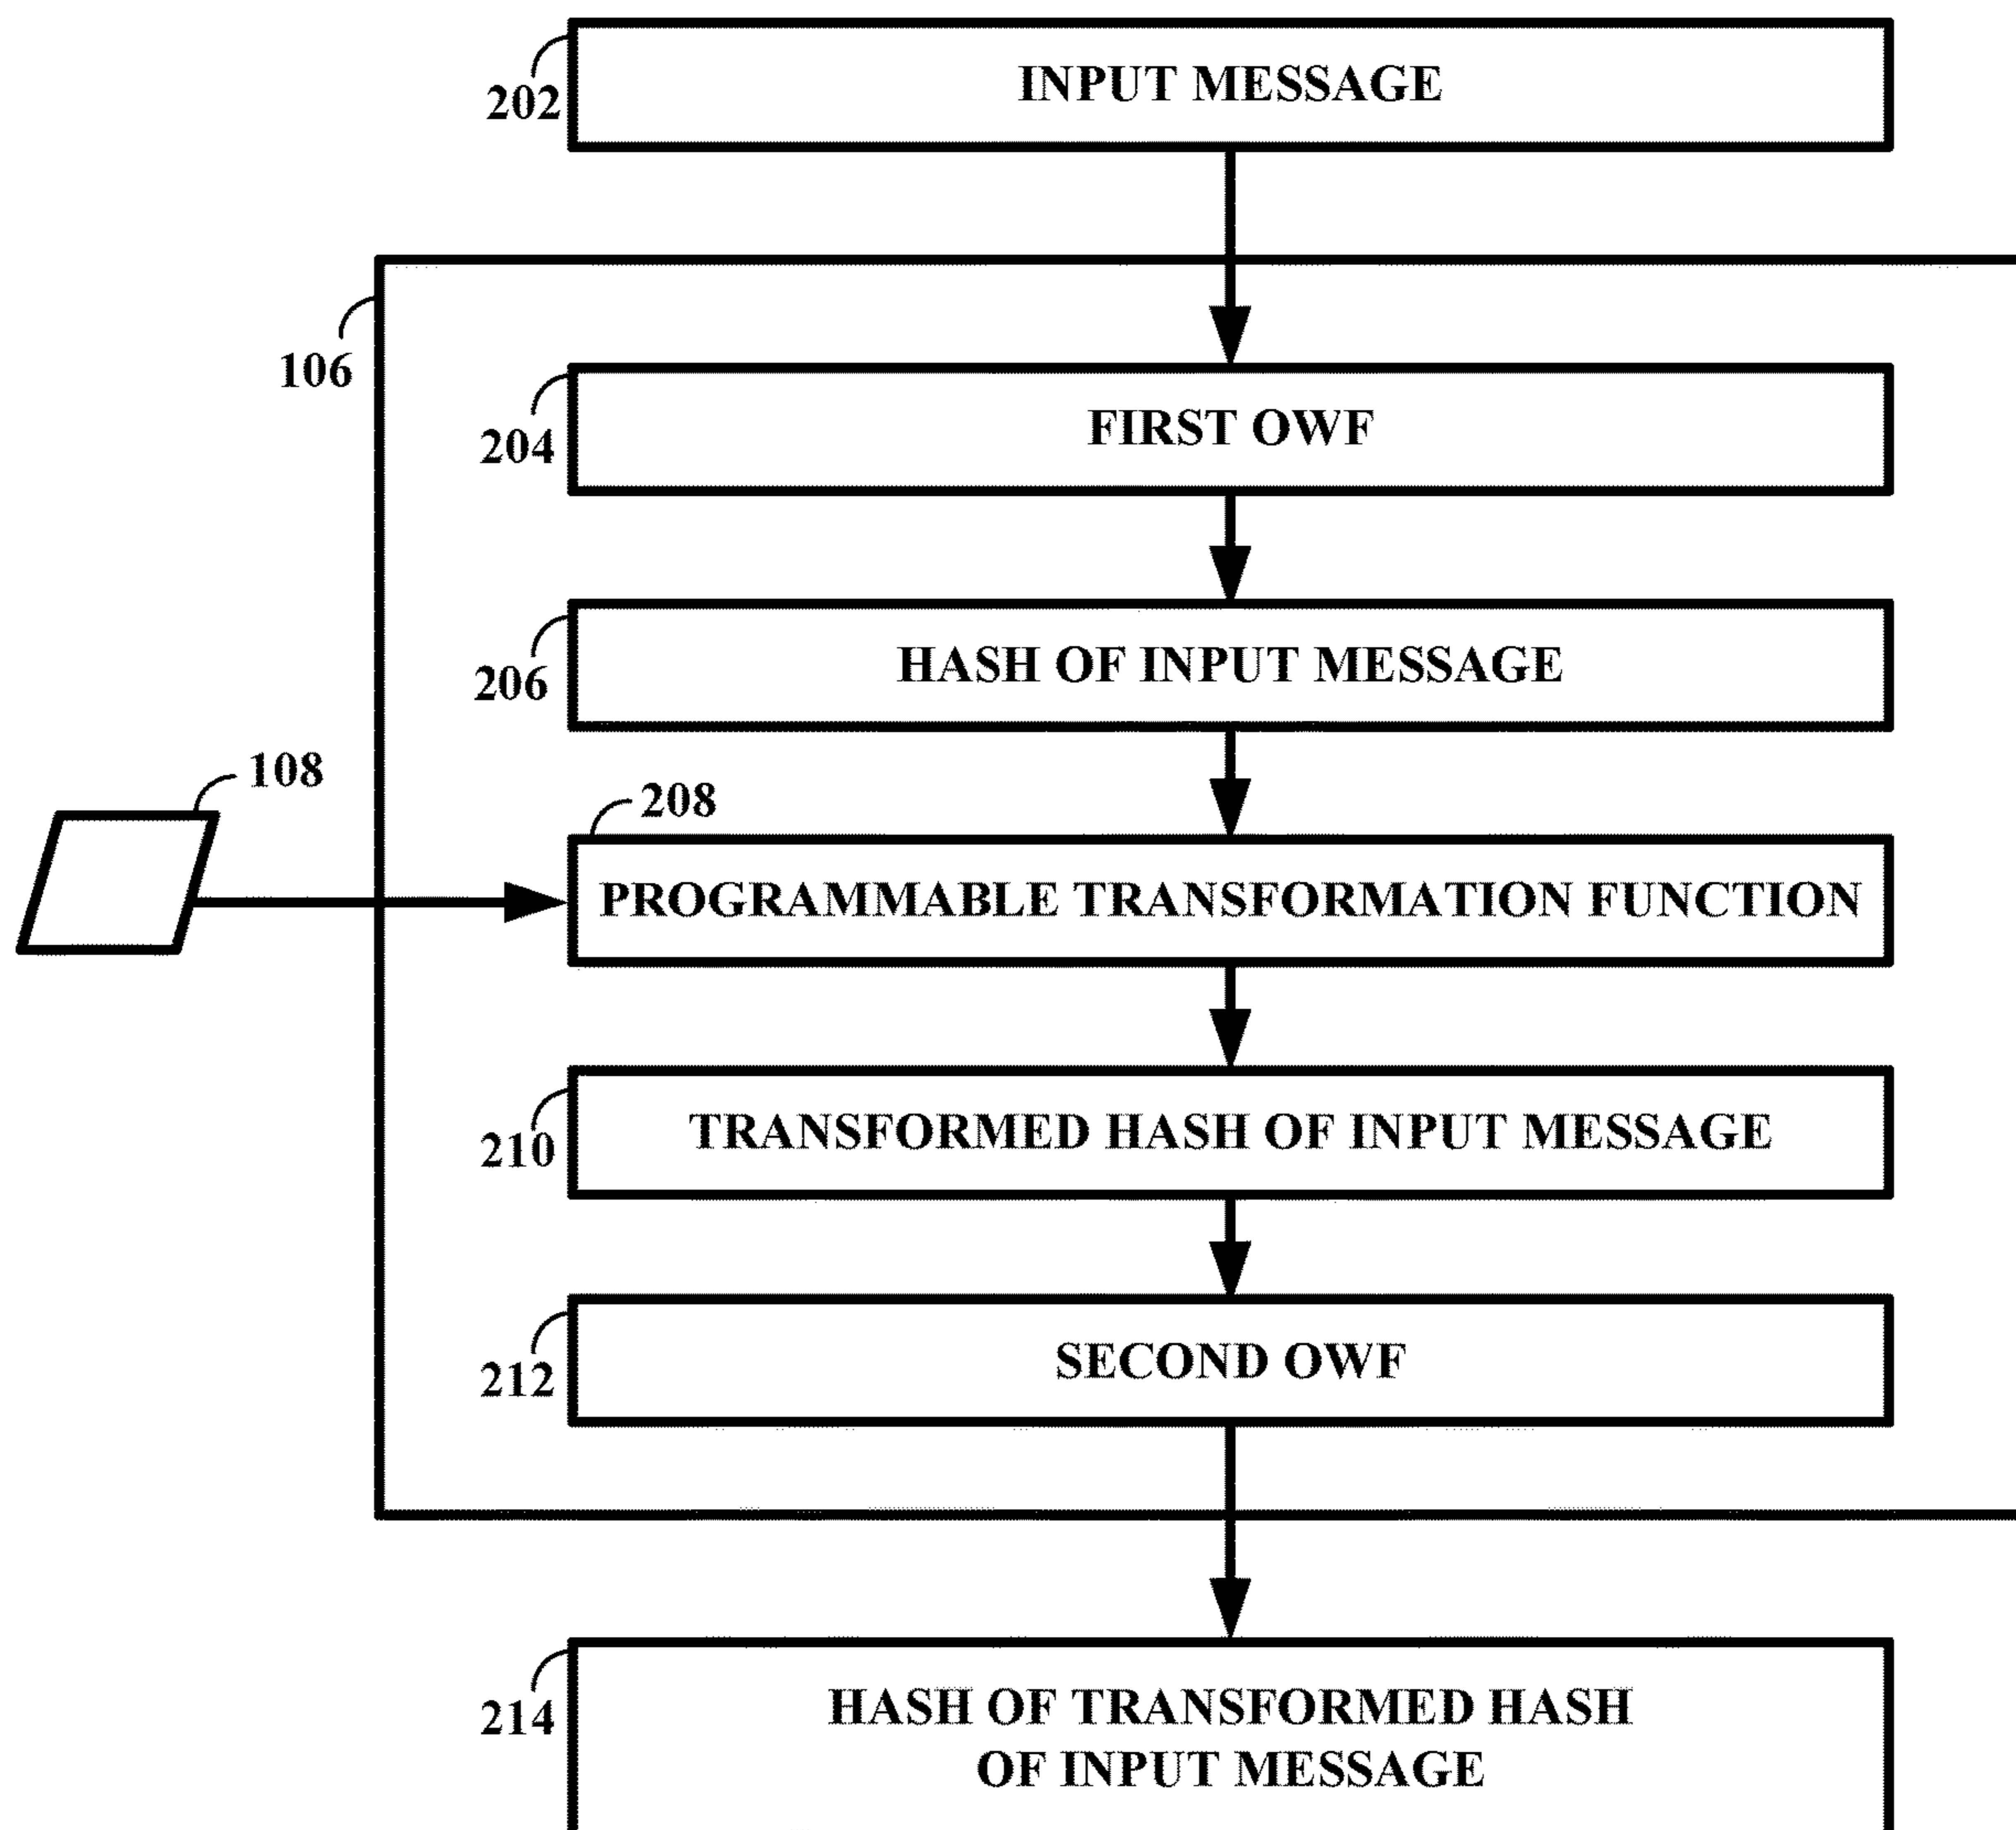 INPUT MESSAGE
202
106
FIRST OWF
204
HASH OF INPUT MESSAGE
206
108
208
PROGRAMMABLE TRANSFORMATION FUNCTION
TRANSFORMED HASH OF INPUT MESSAGE
210
SECOND OWF
212
HASH OF TRANSFORMED HASH
OF INPUT MESSAGE
214